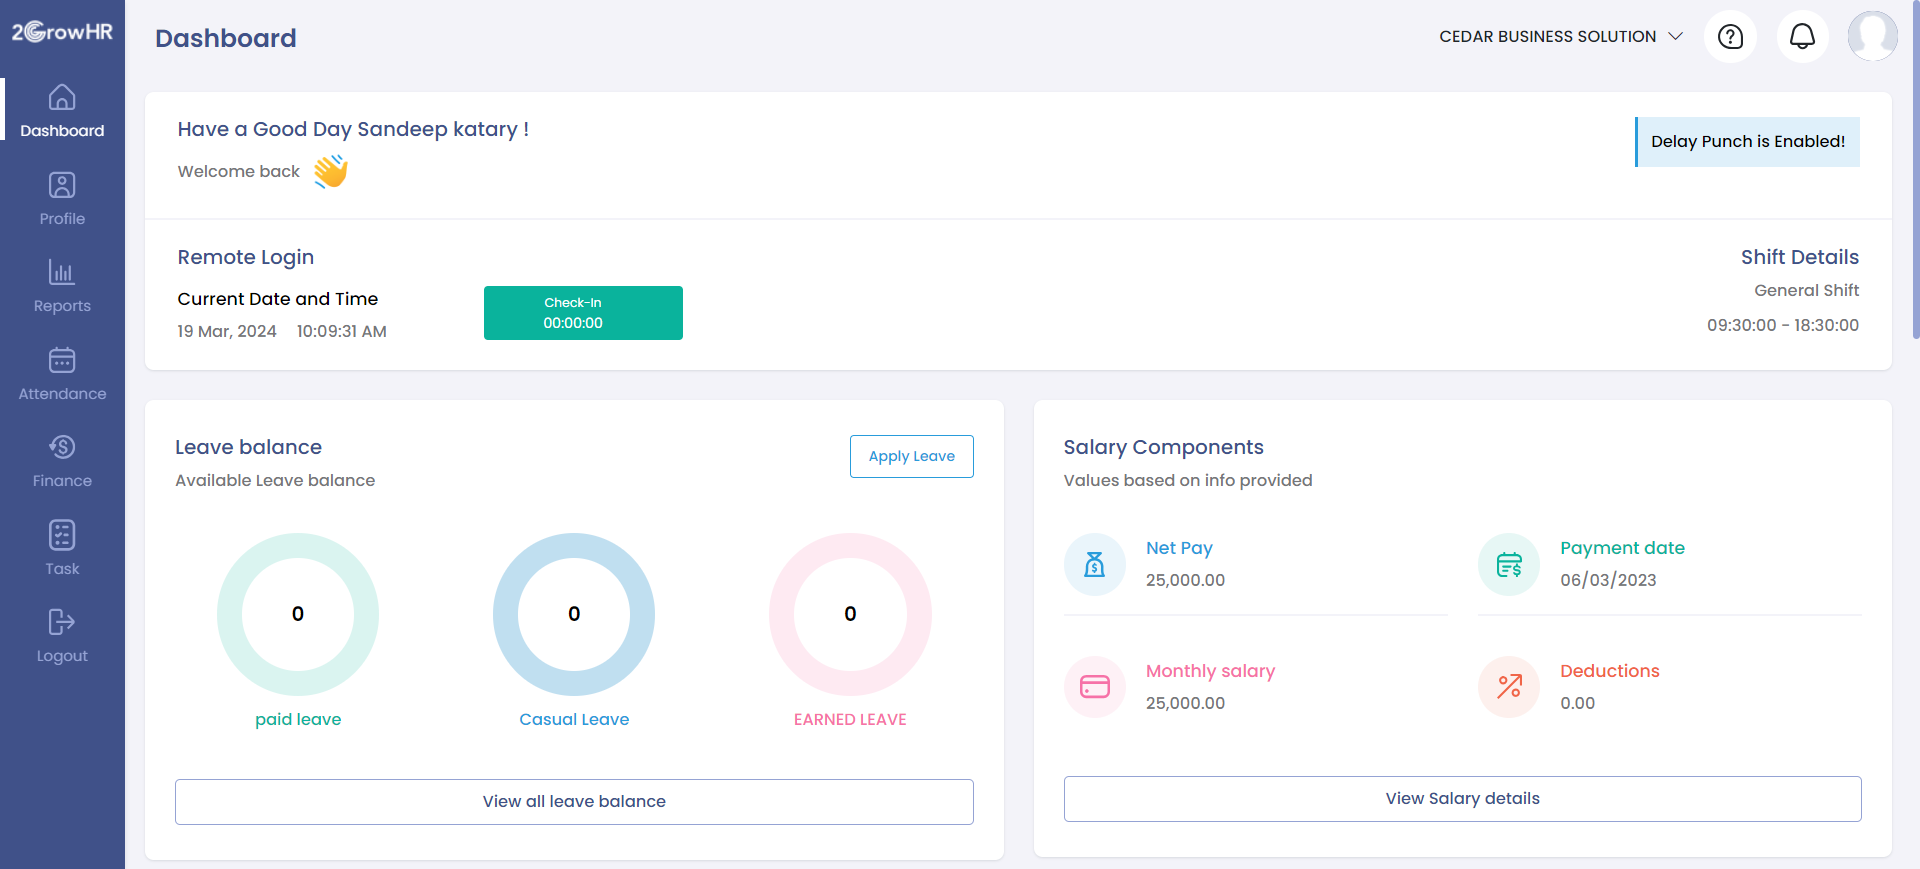 2GrowHR
Dashboard
CEDAR BUSINESS SOLUTION
Dashboard
Profile
Reports
Attendance
Finance
Task
Logout
Have a Good Day Sandeep katary !
Welcome back
Delay Punch is Enabled!
Remote Login
Current Date and Time
19 Mar, 2024 10:09:31 AM
Check-In
00:00:00
Shift Details
General Shift
09:30:00 - 18:30:00
Leave balance
Available Leave balance
Apply Leave
0
paid leave
0
Casual Leave
0
EARNED LEAVE
View all leave balance
Salary Components
Values based on info provided
Net Pay
25,000.00
Payment date
06/03/2023
Monthly salary
25,000.00
Deductions
0.00
View Salary details